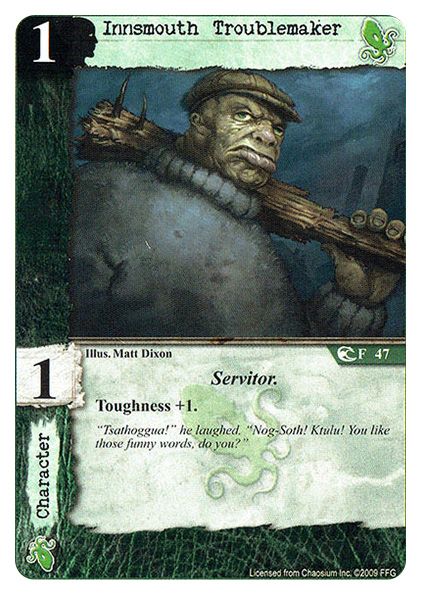 1
Innsmouth Troublemaker
Illus. Matt Dixon
F 47
1
Servitor.
Toughness +1.
“Tsathoggua!” he laughed. “Nog-Soth! Ktulu! You like
those funny words, do you?”
Character
Licensed from Chaosium Inc. ©2009 FFG